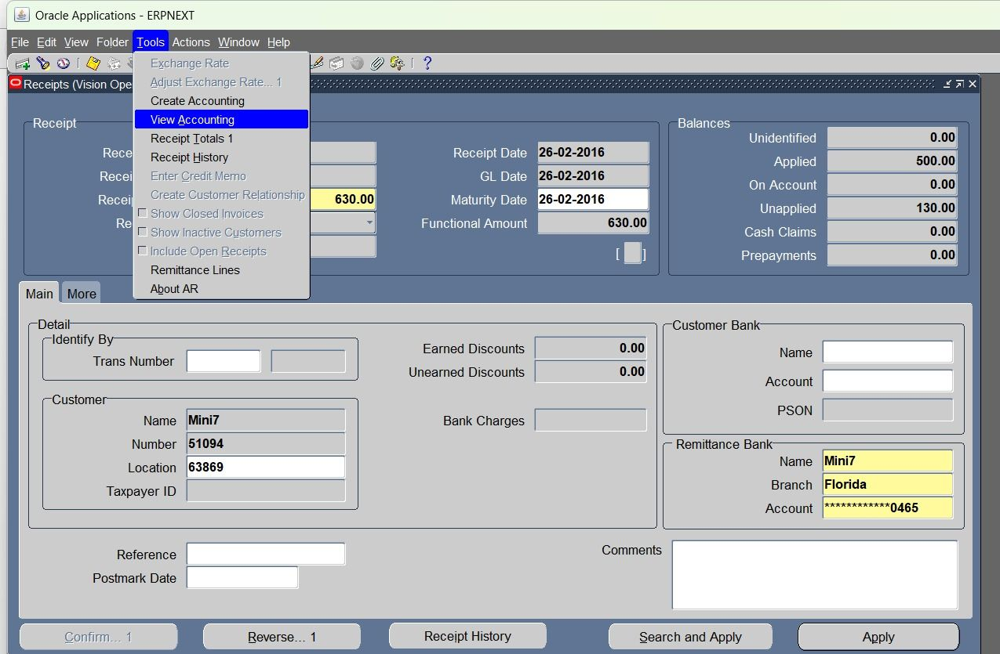 Oracle Applications - ERPNEXT
File Edit View Folder Tools Actions Window Help
Receipts (Vision Ope
Exchange Rate
Adjust Exchange Rate... 1
Create Accounting
View Accounting
Receipt Totals 1
Receipt History
Enter Credit Memo
Create Customer Relationship
Show Closed Invoices
Show Inactive Customers
Include Open Receipts
Remittance Lines
About AR
Receipt
Rece
Recei
Recei 630.00
Re
Receipt Date 26-02-2016
GL Date 26-02-2016
Maturity Date 26-02-2016
Functional Amount 630.00
[ ]
Balances
Unidentified 0.00
Applied 500.00
On Account 0.00
Unapplied 130.00
Cash Claims 0.00
Prepayments 0.00
Main More
Detail
Identify By
Trans Number
Customer
Name Mini7
Number 51094
Location 63869
Taxpayer ID
Earned Discounts 0.00
Unearned Discounts 0.00
Bank Charges
Customer Bank
Name
Account
PSON
Remittance Bank
Name Mini7
Branch Florida
Account ************0465
Reference
Postmark Date
Comments
Confirm... 1 Reverse... 1 Receipt History Search and Apply Apply